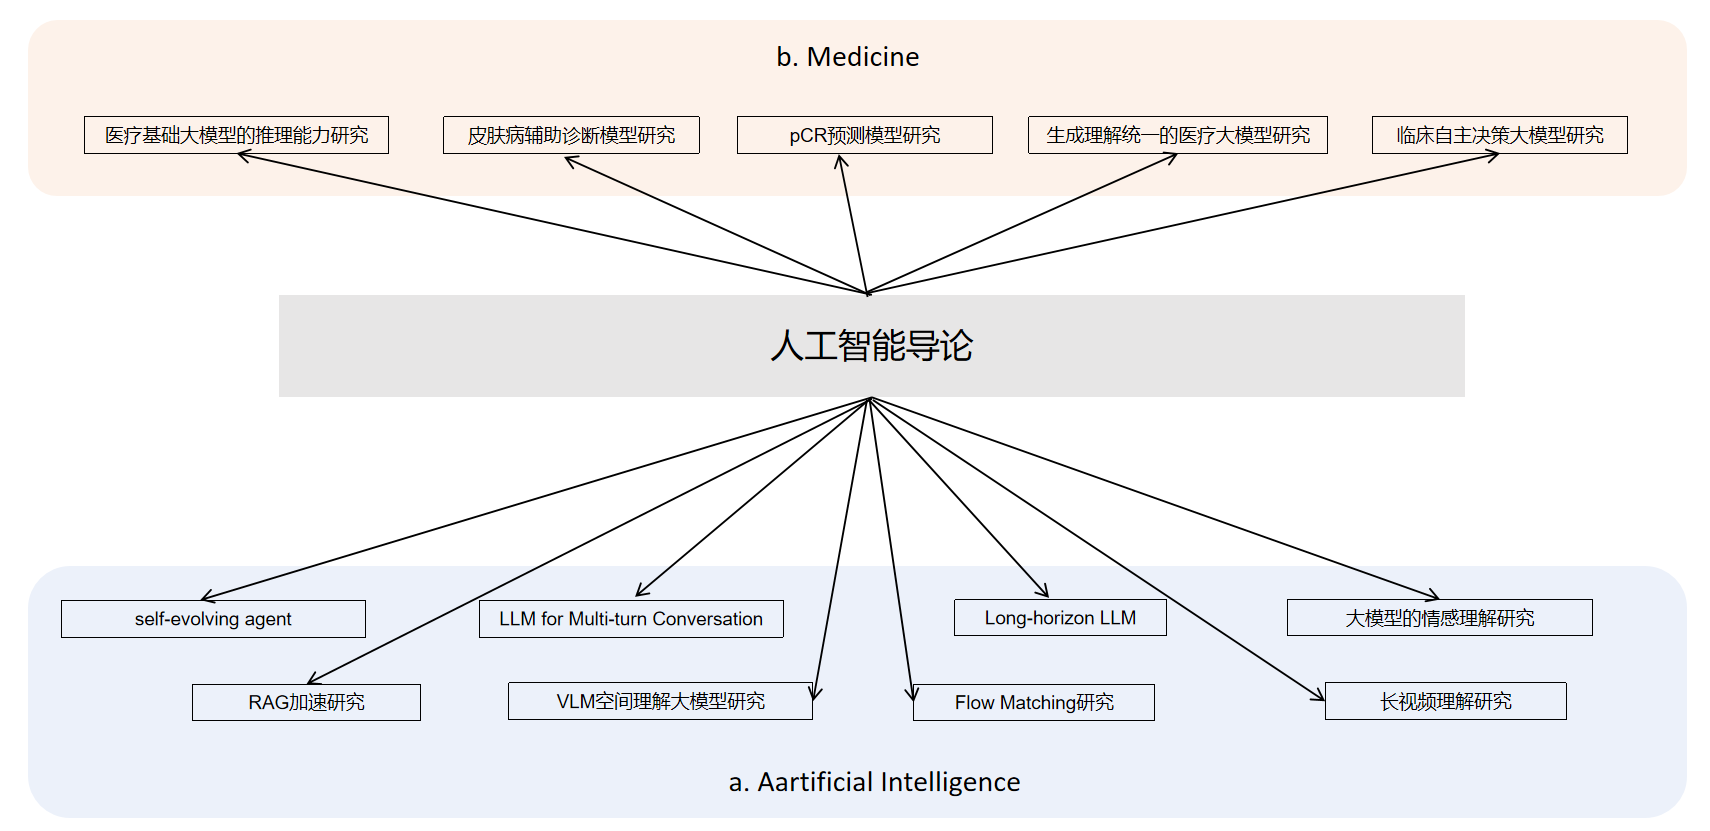 b. Medicine
医疗基础大模型的推理能力研究
皮肤病辅助诊断模型研究
pCR预测模型研究
生成理解统一的医疗大模型研究
临床自主决策大模型研究
人工智能导论
self-evolving agent
LLM for Multi-turn Conversation
Long-horizon LLM
大模型的情感理解研究
RAG加速研究
VLM空间理解大模型研究
Flow Matching研究
长视频理解研究
a. Aartificial Intelligence